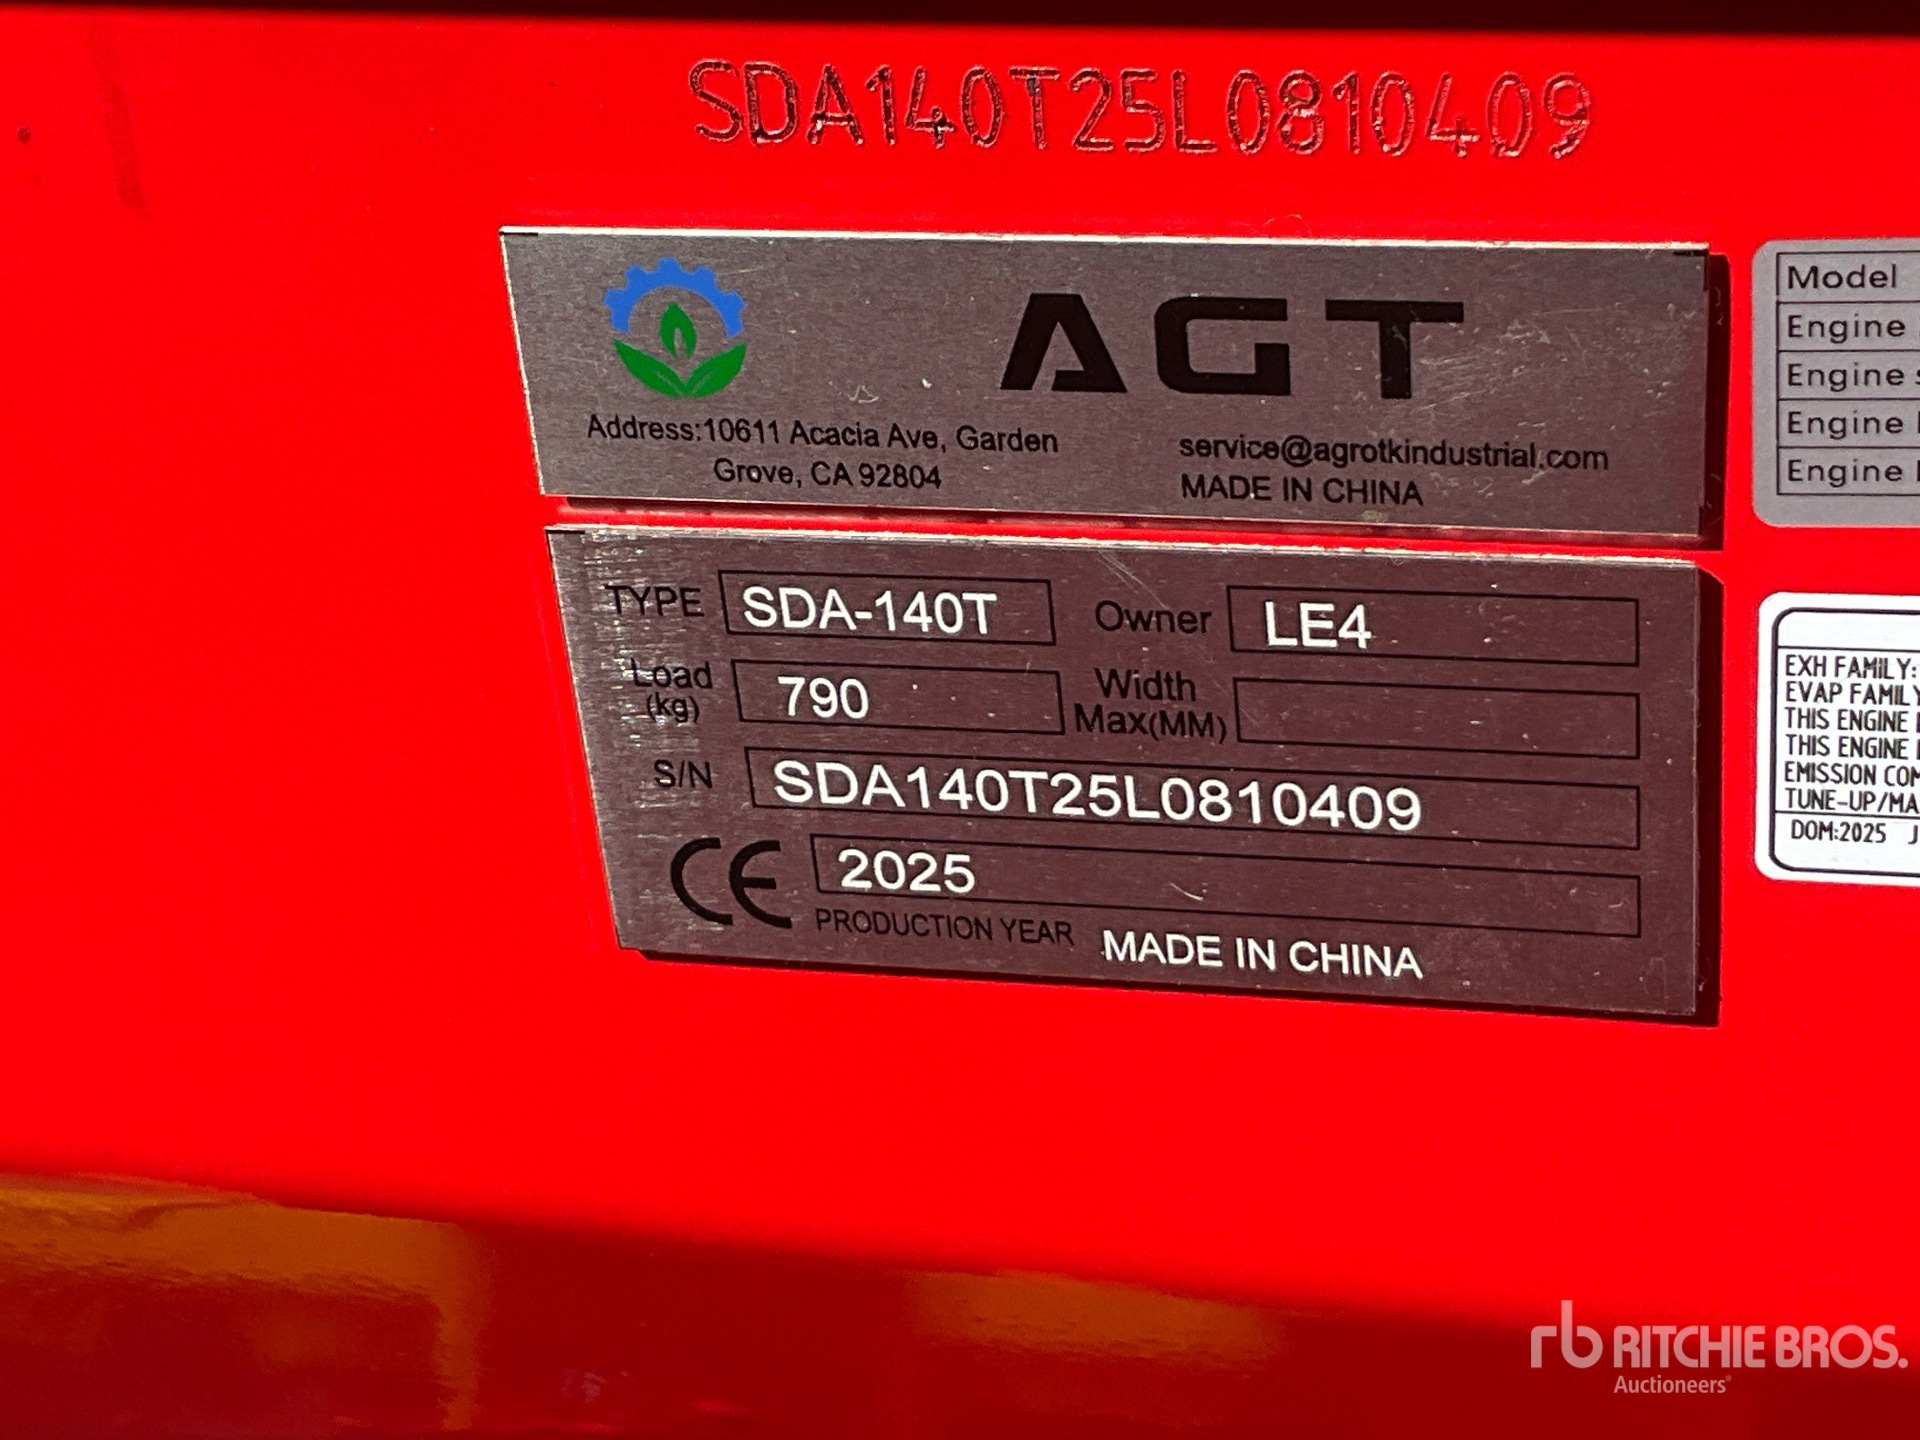 SDA140T25L0810409
AGT
Address:10611 Acacia Ave, Garden
Grove, CA 92804
service@agrotkindustrial.com
MADE IN CHINA
TYPE SDA-140T Owner LE4
Load (kg) 790 Width Max(MM)
S/N SDA140T25L0810409
CE 2025
PRODUCTION YEAR MADE IN CHINA
Model
Engine
Engine
Engine
Engine
EXH FAMILY:
EVAP FAMILY
THIS ENGINE
THIS ENGINE
EMISSION
TUNE-UP/MA
DOM:2025
rb RITCHIE BROS.
Auctioneers®